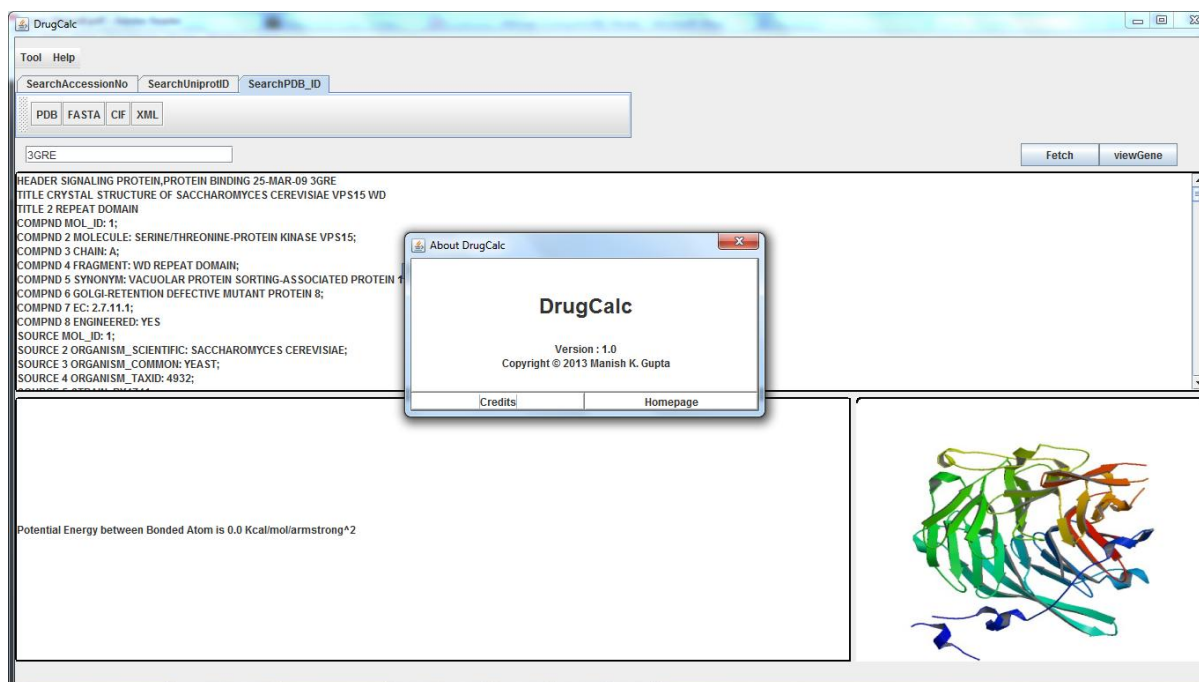 DrugCalc
Tool Help
SearchAccessionNo SearchUniprotID SearchPDB_ID
PDB FASTA CIF XML
3GRE
Fetch viewGene
HEADER SIGNALING PROTEIN,PROTEIN BINDING 25-MAR-09 3GRE
TITLE CRYSTAL STRUCTURE OF SACCHAROMYCES CEREVISIAE VPS15 WD
TITLE 2 REPEAT DOMAIN
COMPND MOL_ID: 1;
COMPND 2 MOLECULE: SERINE/THREONINE-PROTEIN KINASE VPS15;
COMPND 3 CHAIN: A;
COMPND 4 FRAGMENT: WD REPEAT DOMAIN;
COMPND 5 SYNONYM: VACUOLAR PROTEIN SORTING-ASSOCIATED PROTEIN 1
COMPND 6 GOLGI-RETENTION DEFECTIVE MUTANT PROTEIN 8;
COMPND 7 EC: 2.7.11.1;
COMPND 8 ENGINEERED: YES
SOURCE MOL_ID: 1;
SOURCE 2 ORGANISM_SCIENTIFIC: SACCHAROMYCES CEREVISIAE;
SOURCE 3 ORGANISM_COMMON: YEAST;
SOURCE 4 ORGANISM_TAXID: 4932;
About DrugCalc
DrugCalc
Version : 1.0
Copyright © 2013 Manish K. Gupta
Credits Homepage
Potential Energy between Bonded Atom is 0.0 Kcal/mol/armstrong^2